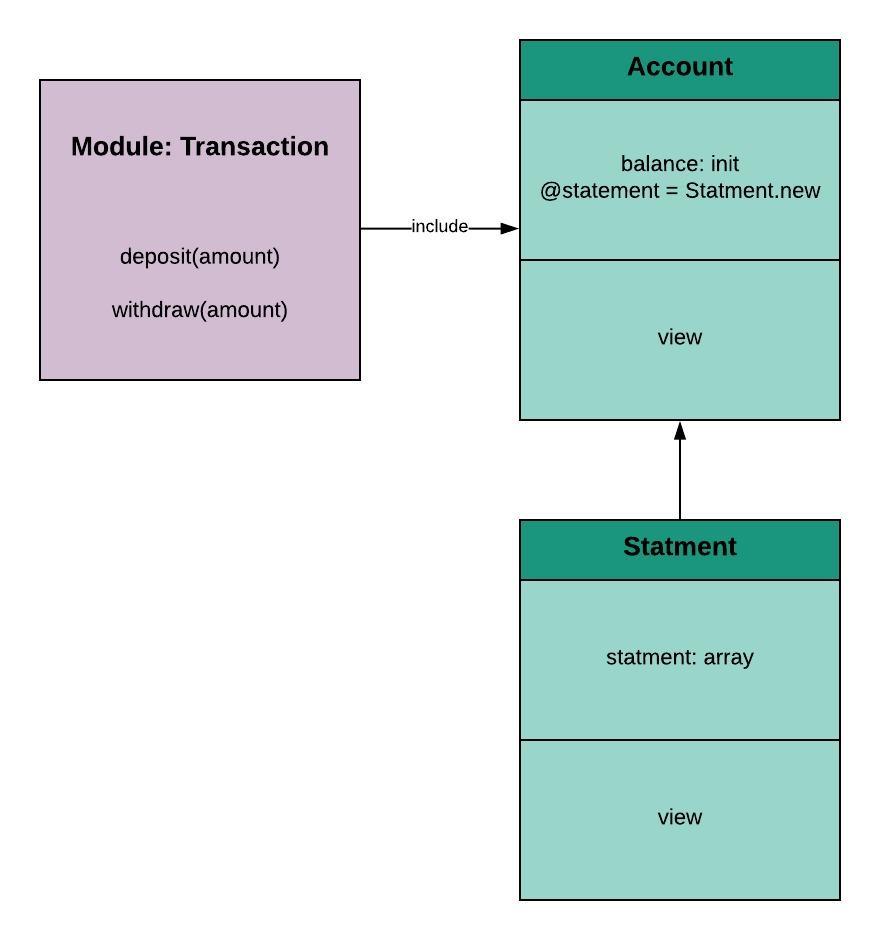 Module: Transaction
deposit(amount)
withdraw(amount)
include
Account
balance: init
@statement = Statment.new
view
Statment
statment: array
view